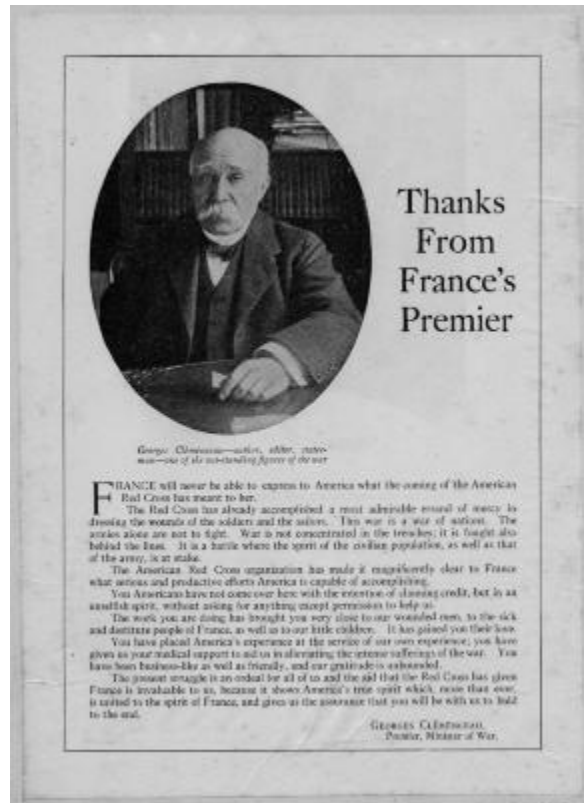 Thanks
From
France's
Premier
Georges Clémenceau—author, editor, states-
man—one of the out-standing figures of the war
FRANCE will never be able to express to America what the coming of the American
Red Cross has meant to her.
The Red Cross has already accomplished a most admirable errand of mercy in
dressing the wounds of the soldiers and the sailors. This war is a war of nations. The
armies alone are not to fight. War is not concentrated in the trenches; it is fought also
behind the lines. It is a battle where the spirit of the civilian population, as well as that
of the army, is at stake.
The American Red Cross organization has made it magnificently clear to France
what serious and productive efforts America is capable of accomplishing.
You Americans have not come over here with the intention of claiming credit, but in an
unselfish spirit, without asking for anything except permission to help us.
The work you are doing has brought you very close to our wounded men, to the sick
and destitute people of France, as well as to our little children. It has gained you their love.
You have placed America's experience at the service of our own experience; you have
given us your medical support to aid us in alleviating the intense sufferings of the war. You
have been business-like as well as friendly, and our gratitude is unbounded.
The present struggle is an ordeal for all of us and the aid that the Red Cross has given
France is invaluable to us, because it shows America's true spirit which, more than ever,
is united to the spirit of France, and gives us the assurance that you will be with us to hold
to the end.
GEORGES CLÉMENCEAU,
Premier, Minister of War.